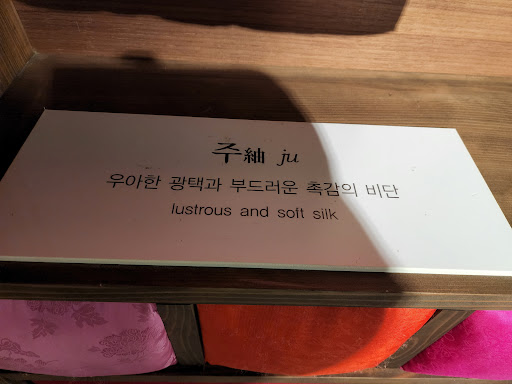 주紬 ju
우아한 광택과 부드러운 촉감의 비단
lustrous and soft silk